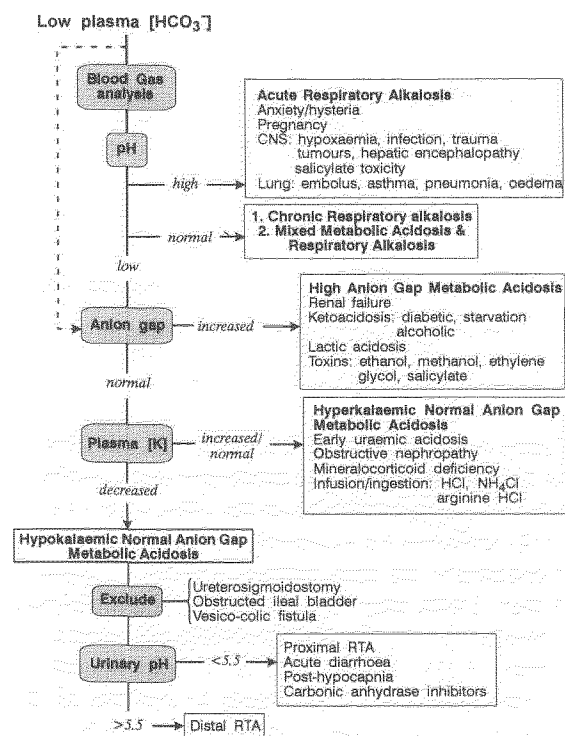 Low plasma [HCO₃⁻]
Blood Gas
analysis
pH
high
Acute Respiratory Alkalosis
Anxiety/hysteria
Pregnancy
CNS: hypoxaemia, infection, trauma
tumours, hepatic encephalopathy
salicylate toxicity
Lung: embolus, asthma, pneumonia, oedema
normal
1. Chronic Respiratory alkalosis
2. Mixed Metabolic Acidosis &
Respiratory Alkalosis
low
Anion gap
increased
High Anion Gap Metabolic Acidosis
Renal failure
Ketoacidosis: diabetic, starvation
alcoholic
Lactic acidosis
Toxins: ethanol, methanol, ethylene
glycol, salicylate
normal
Plasma [K]
increased/
normal
Hyperkalaemic Normal Anion Gap
Metabolic Acidosis
Early uraemic acidosis
Obstructive nephropathy
Mineralocorticoid deficiency
Infusion/ingestion: HCl, NH₄Cl
arginine HCl
decreased
Hypokalaemic Normal Anion Gap
Metabolic Acidosis
Exclude
Ureterosigmoidostomy
Obstructed ileal bladder
Vesico-colic fistula
Urinary pH
<5.5
Proximal RTA
Acute diarrhoea
Post-hypocapnia
Carbonic anhydrase inhibitors
>5.5
Distal RTA